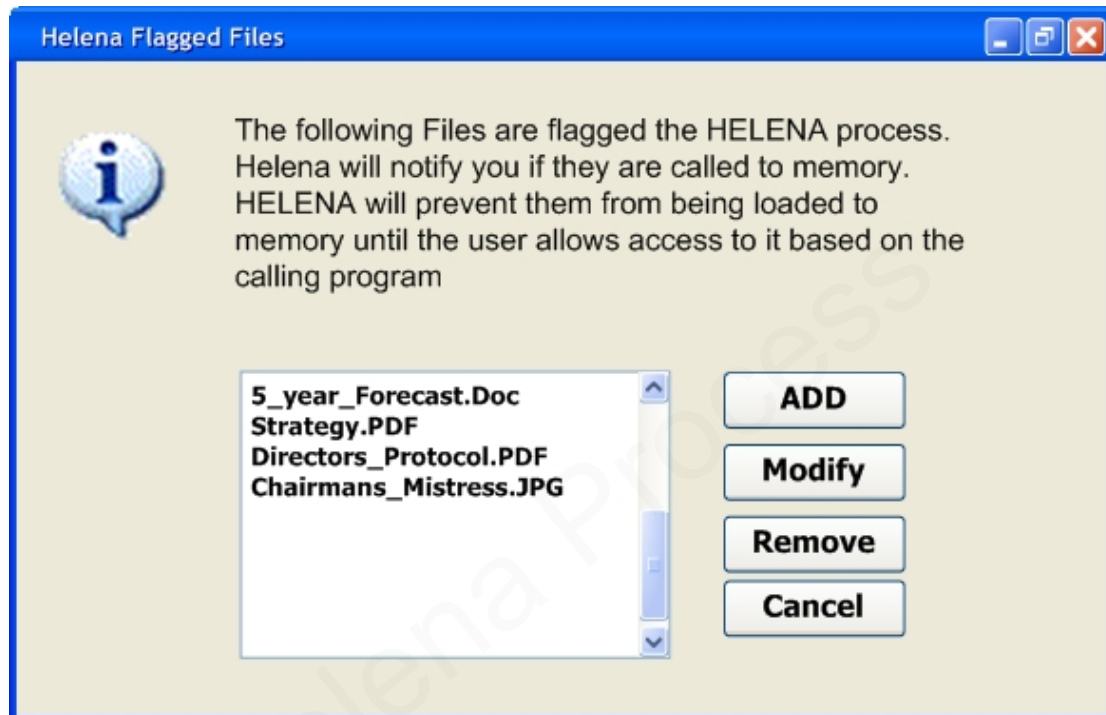 Helena Flagged Files
The following Files are flagged the HELENA process.
Helena will notify you if they are called to memory.
HELENA will prevent them from being loaded to
memory until the user allows access to it based on the
calling program
5_year_Forecast.Doc
Strategy.PDF
Directors_Protocol.PDF
Chairmans_Mistress.JPG
ADD
Modify
Remove
Cancel
lena Process